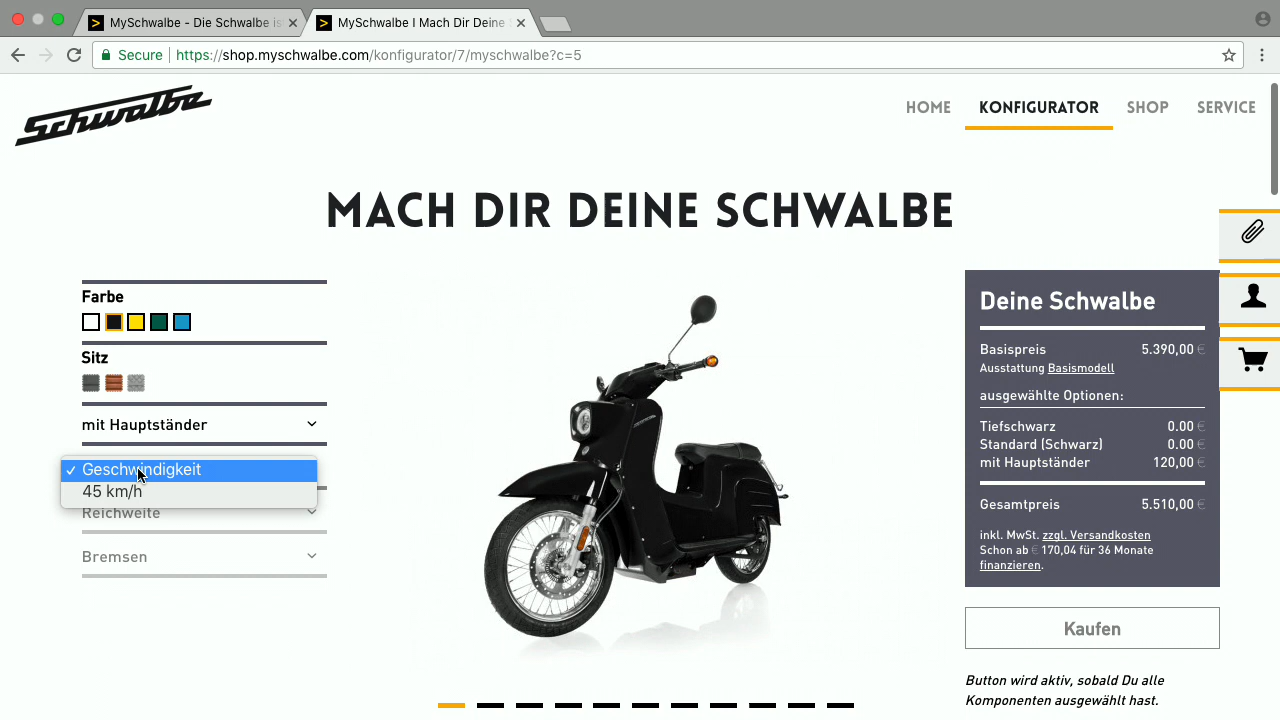 MySchwalbe - Die Schwalbe is
MySchwalbe I Mach Dir Deine
Secure
https://shop.myschwalbe.com/konfigurator/7/myschwalbe?c=5
Schwalbe
HOME
KONFIGURATOR
SHOP
SERVICE
MACH DIR DEINE SCHWALBE
Farbe
Sitz
mit Hauptständer
✓ Geschwindigkeit
45 km/h
Reichweite
Bremsen
Deine Schwalbe
Basispreis 5.390,00 €
Ausstattung Basismodell
ausgewählte Optionen:
Tiefschwarz 0.00 €
Standard (Schwarz) 0.00 €
mit Hauptständer 120,00 €
Gesamtpreis 5.510,00 €
inkl. MwSt. zzgl. Versandkosten
Schon ab € 170,04 für 36 Monate
finanzieren.
Kaufen
Button wird aktiv, sobald Du alle
Komponenten ausgewählt hast.